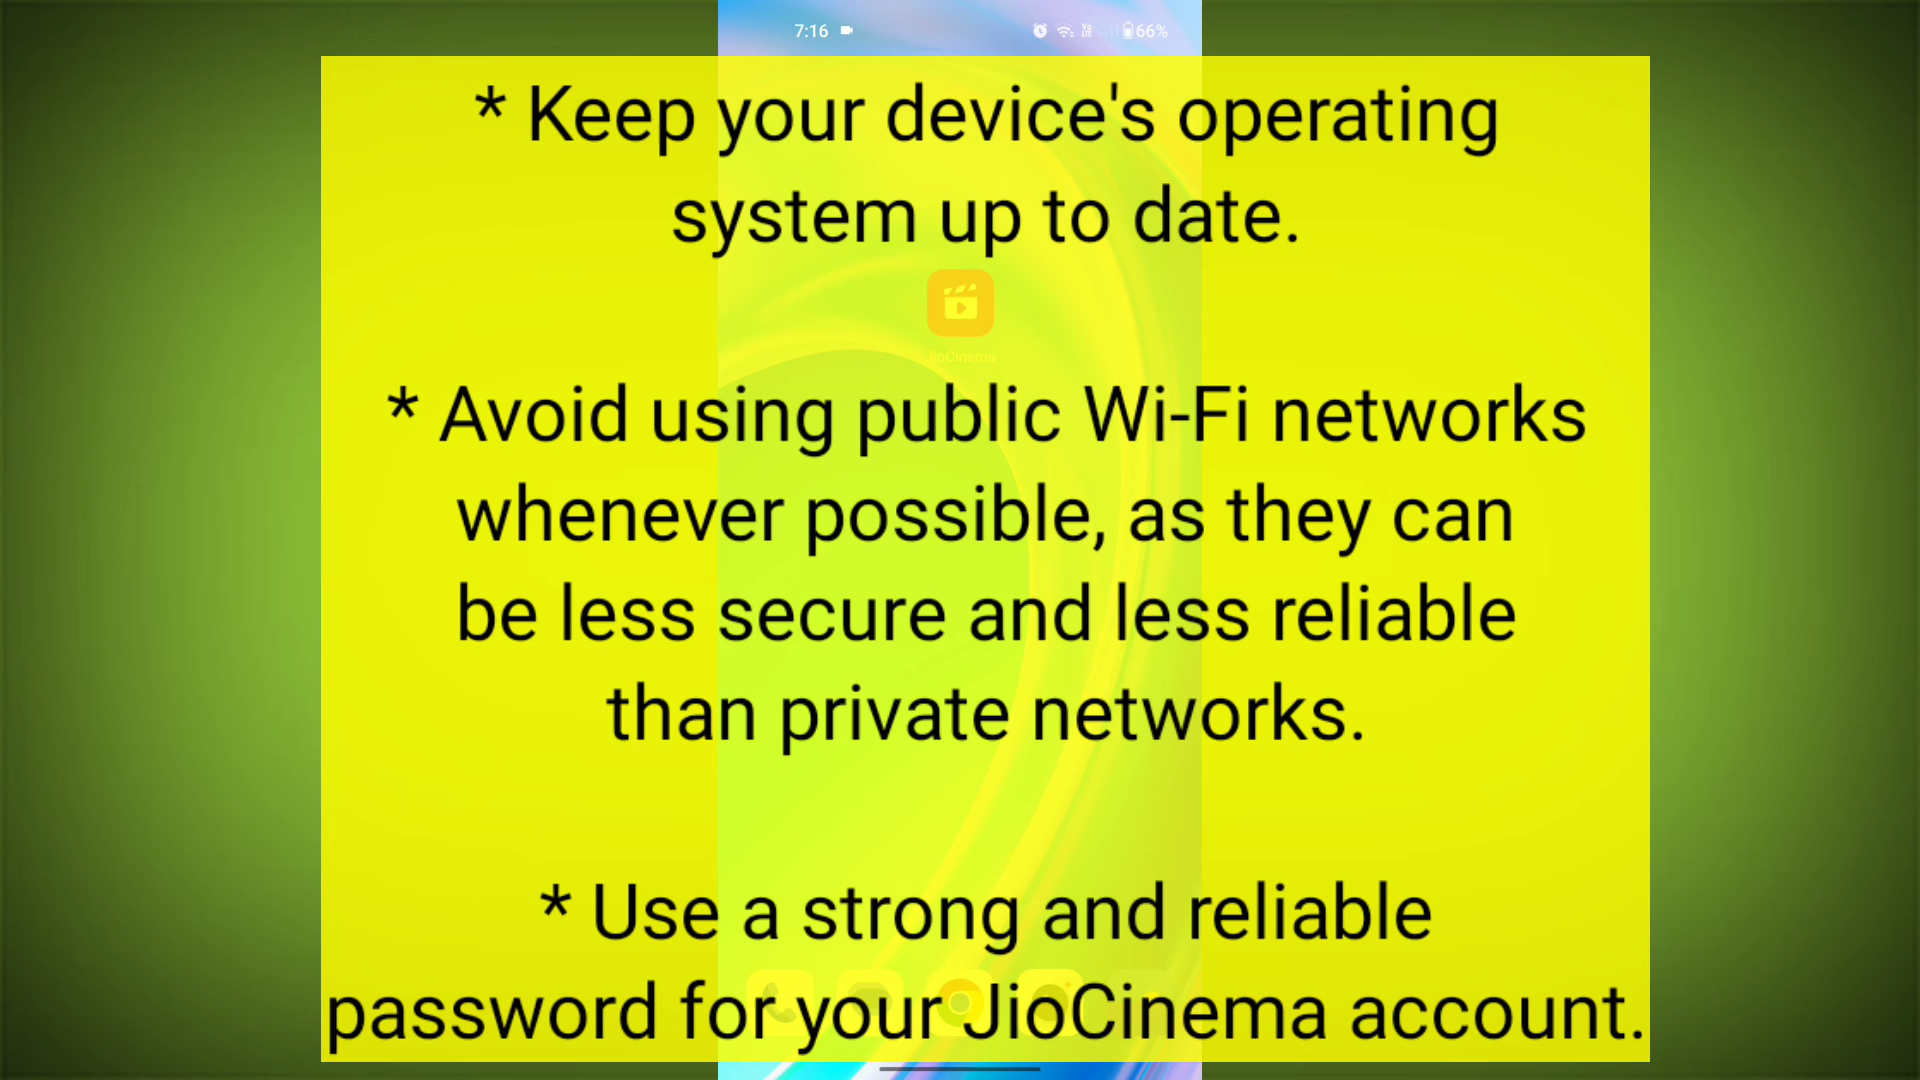 7:16 66%
* Keep your device's operating
system up to date.
JioCinema
* Avoid using public Wi-Fi networks
whenever possible, as they can
be less secure and less reliable
than private networks.
* Use a strong and reliable
password for your JioCinema account.